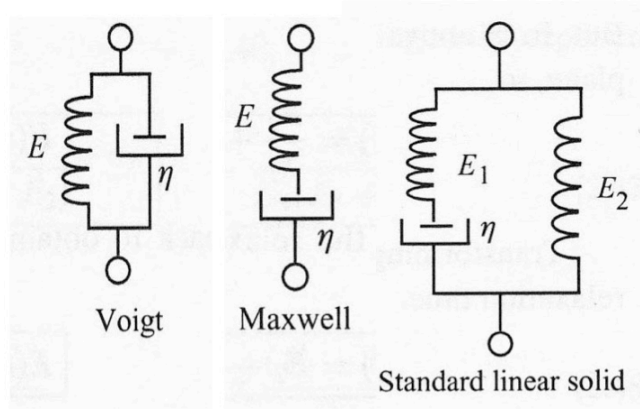 E
η
Voigt
E
η
Maxwell
E1
η
E2
Standard linear solid